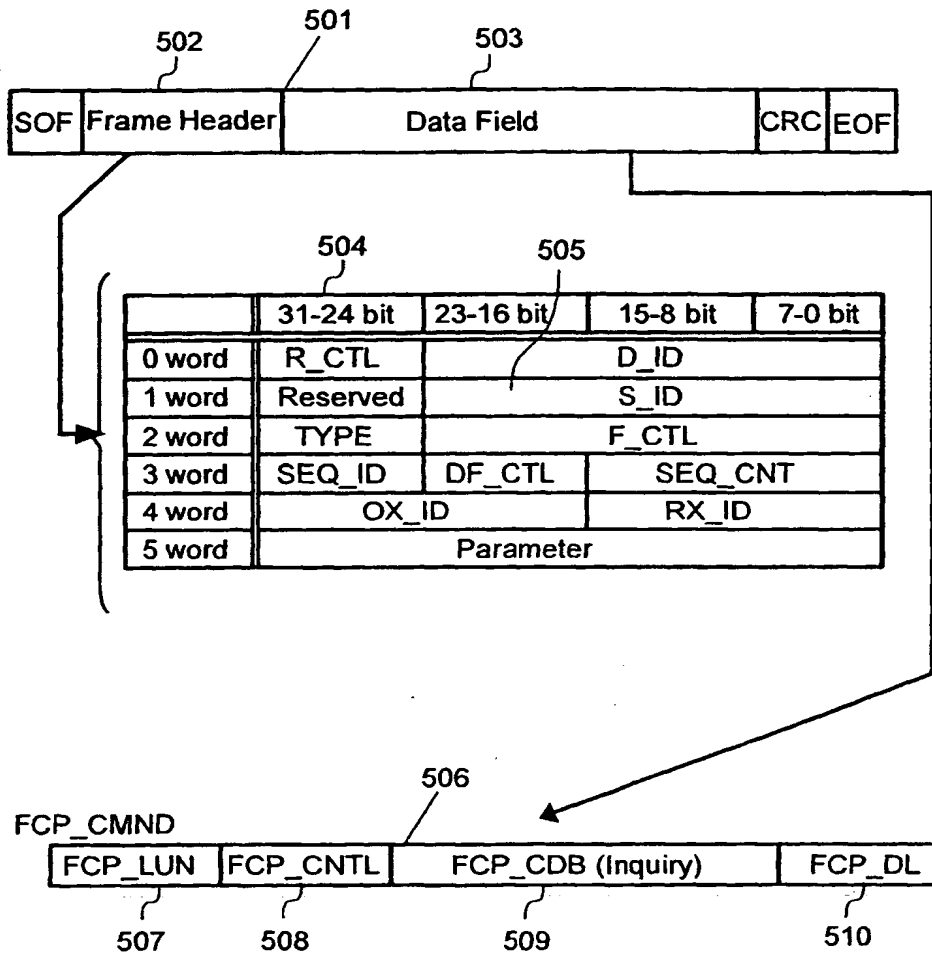 502 501 503
SOF Frame Header Data Field CRC EOF
504 505
31-24 bit 23-16 bit 15-8 bit 7-0 bit
0 word R_CTL D_ID
1 word Reserved S_ID
2 word TYPE F_CTL
3 word SEQ_ID DF_CTL SEQ_CNT
4 word OX_ID RX_ID
5 word Parameter
506
FCP_CMND
FCP_LUN FCP_CNTL FCP_CDB (Inquiry) FCP_DL
507 508 509 510